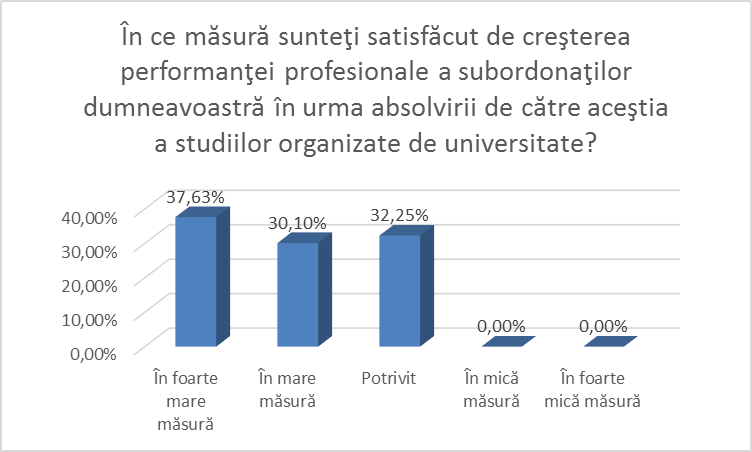 În ce măsură sunteţi satisfăcut de creşterea
performanţei profesionale a subordonaţilor
dumneavoastră în urma absolvirii de către aceştia
a studiilor organizate de universitate?
37,63%
30,10%
32,25%
0,00%
0,00%
40,00%
30,00%
20,00%
10,00%
0,00%
În foarte
mare
măsură
În mare
măsură
Potrivit
În mică
măsură
În foarte
mică măsură